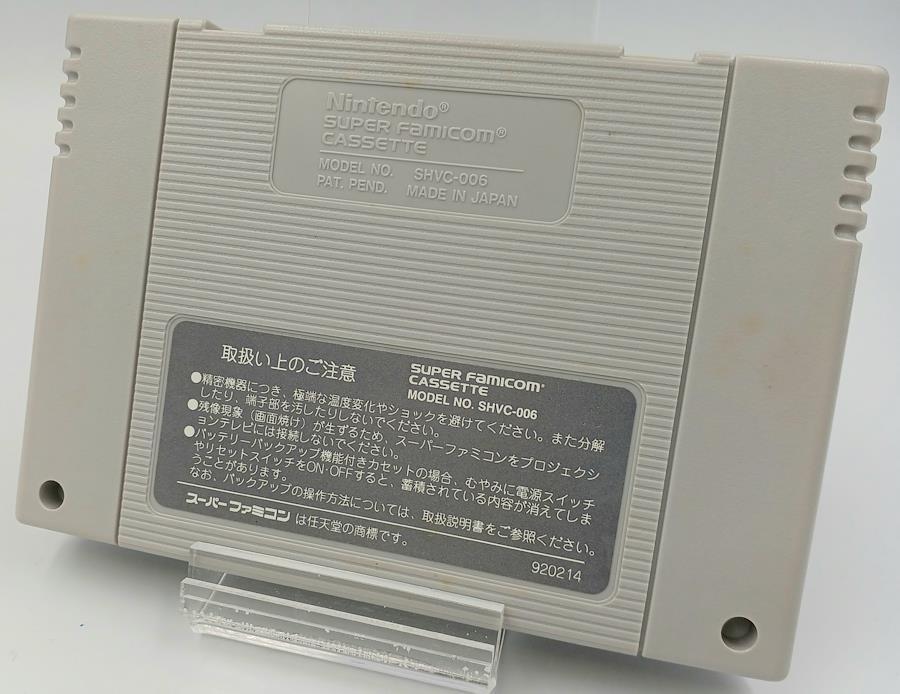 Nintendo®
SUPER FAMICOM®
CASSETTE
MODEL NO. SHVC-006
PAT. PEND. MADE IN JAPAN
取扱い上のご注意
SUPER FAMICOM®
CASSETTE
MODEL NO. SHVC-006
●精密機器につき、極端な温度変化やショックを避けてください。また分解
したり、端子部を汚したりしないでください。
●残像現象（画面焼け）が生ずるため、スーパーファミコンをプロジェクシ
ョンテレビには接続しないでください。
●バッテリーバックアップ機能付きカセットの場合、むやみに電源スイッチ
やリセットスイッチをON·OFFすると、蓄積されている内容が消えてしま
うことがあります。
なお、バックアップの操作方法については、取扱説明書をご参照ください。
スーパーファミコン は任天堂の商標です。
920214